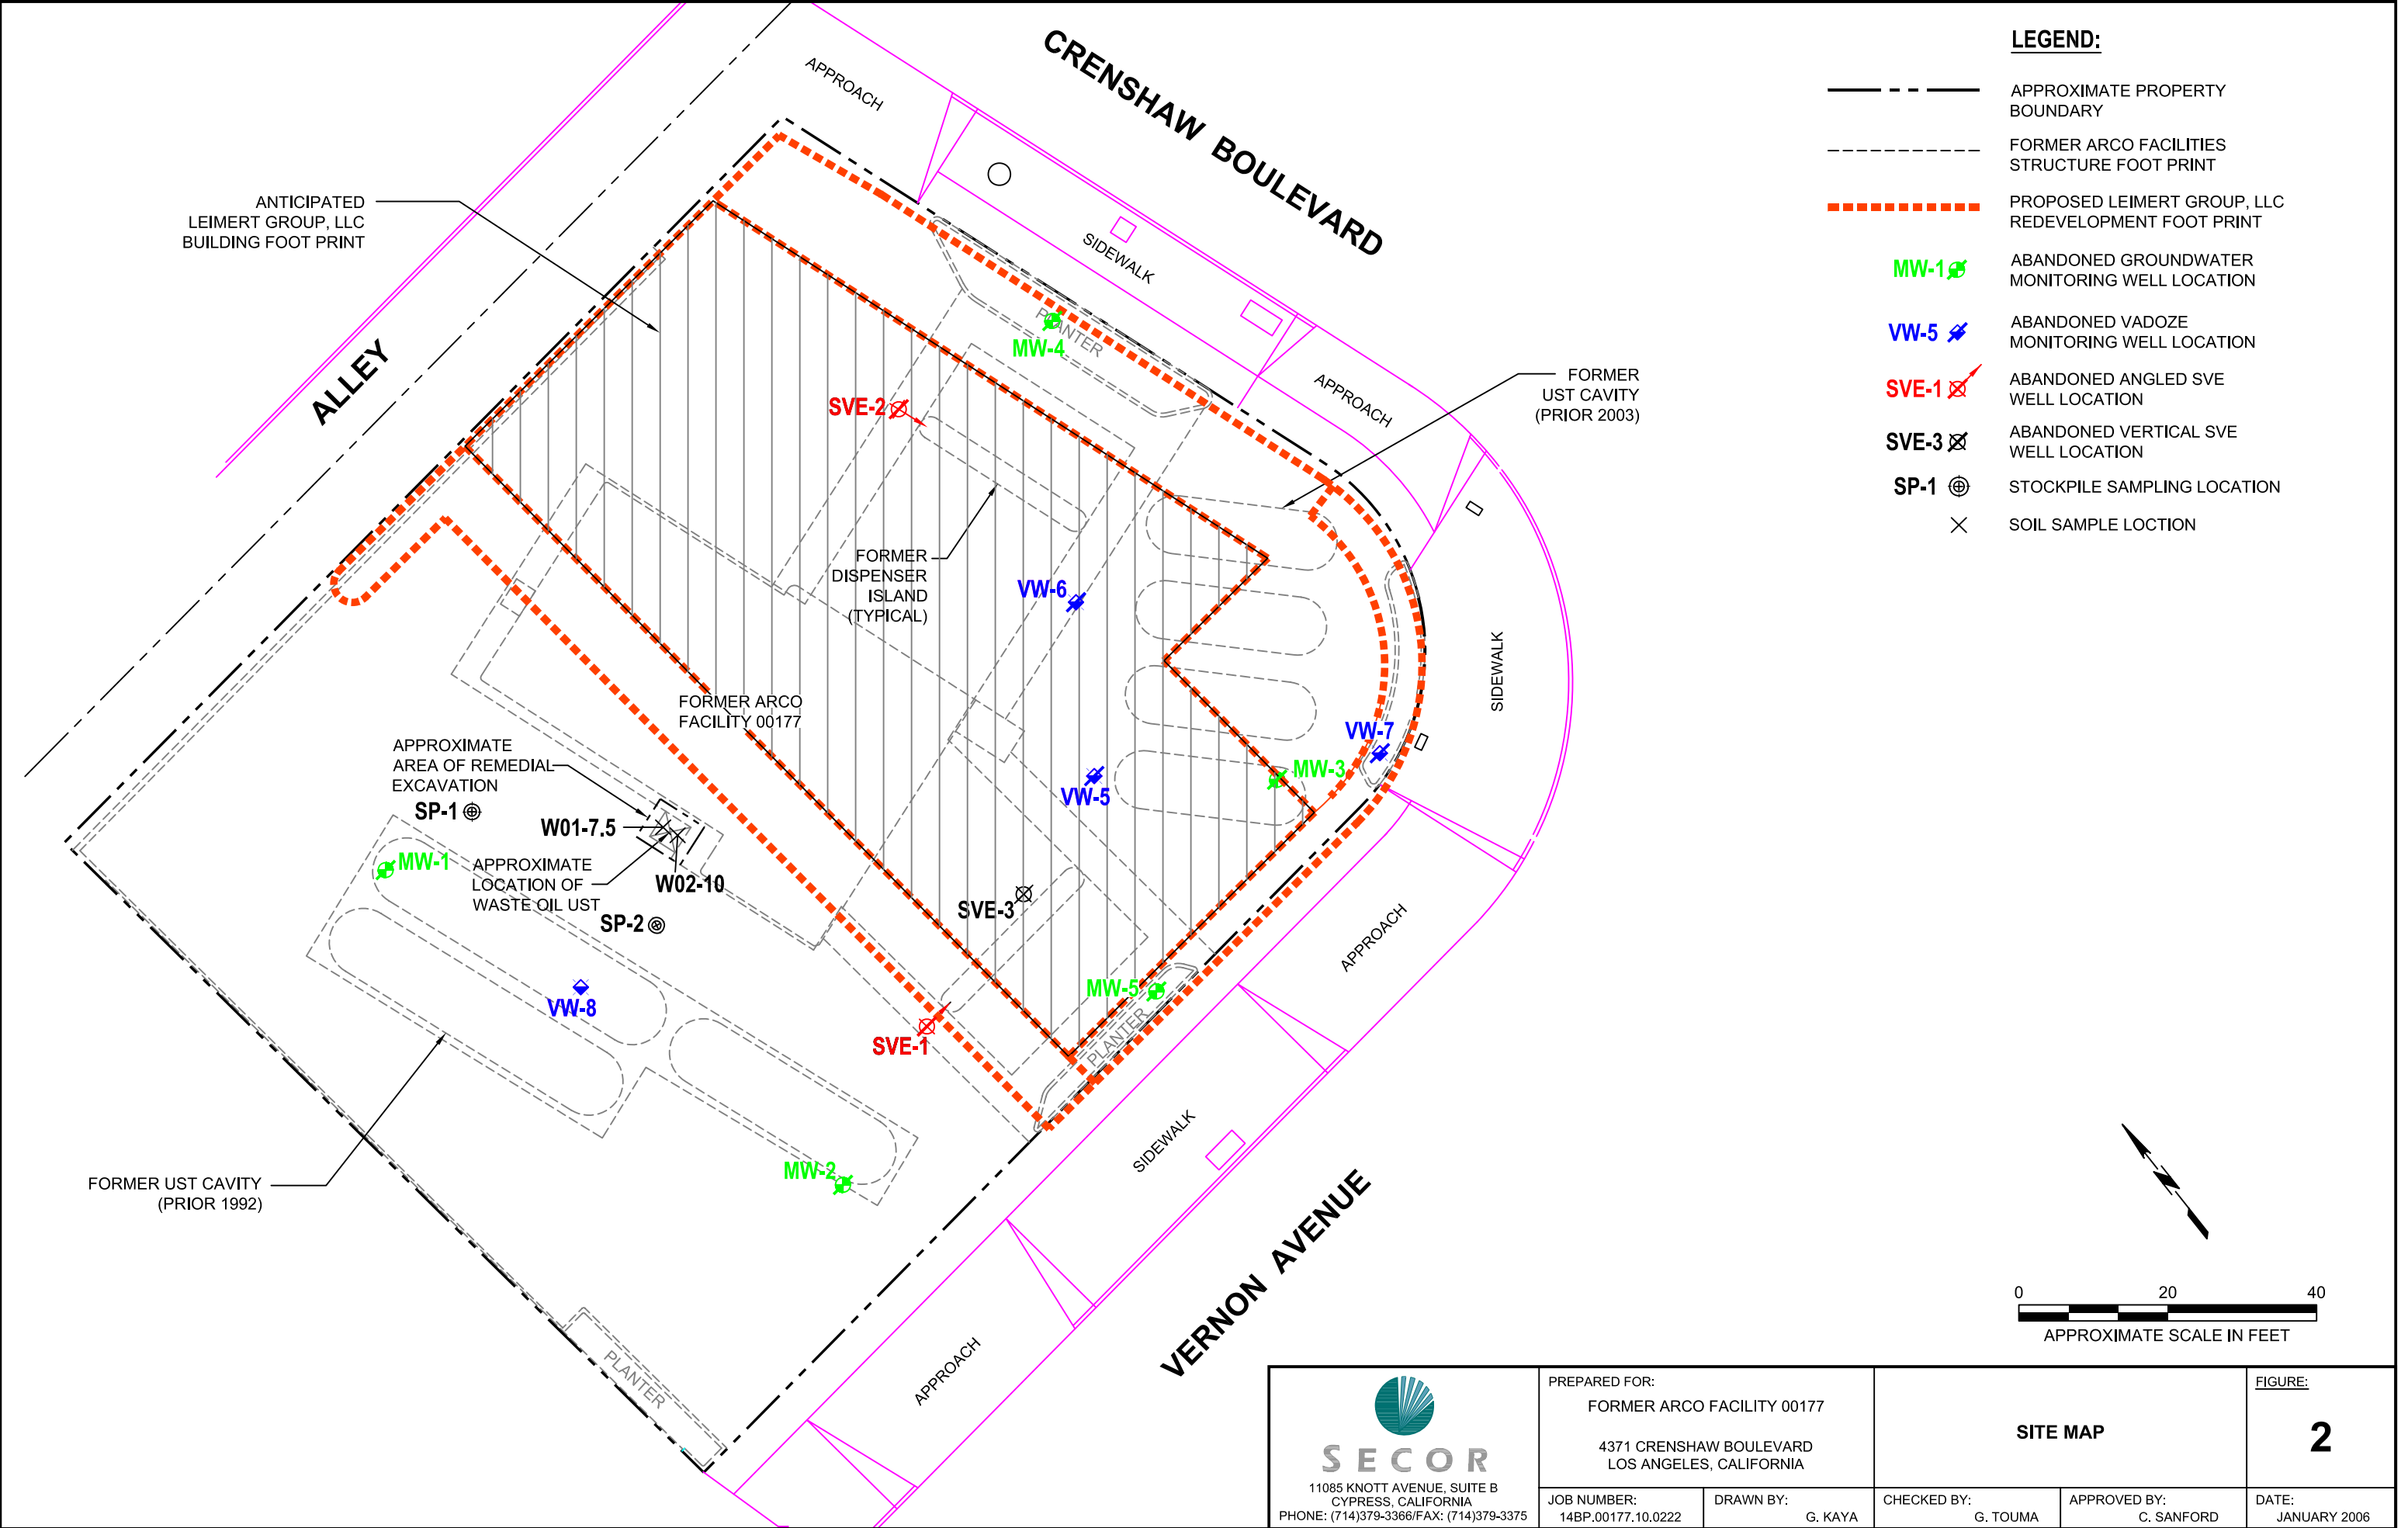 CRENSHAW BOULEVARD
APPROACH
SIDEWALK
APPROACH
SIDEWALK
APPROACH
SIDEWALK
APPROACH
VERNON AVENUE
ALLEY
ANTICIPATED
LEIMERT GROUP, LLC
BUILDING FOOT PRINT
PLANTER
MW-4
SVE-2
FORMER
UST CAVITY
(PRIOR 2003)
FORMER
DISPENSER
ISLAND
(TYPICAL)
VW-6
FORMER ARCO
FACILITY 00177
VW-7
MW-3
VW-5
APPROXIMATE
AREA OF REMEDIAL
EXCAVATION
SP-1
W01-7.5
MW-1
APPROXIMATE
LOCATION OF
WASTE OIL UST
W02-10
SP-2
SVE-3
VW-8
MW-5
PLANTER
SVE-1
MW-2
FORMER UST CAVITY
(PRIOR 1992)
PLANTER
LEGEND:
APPROXIMATE PROPERTY
BOUNDARY
FORMER ARCO FACILITIES
STRUCTURE FOOT PRINT
PROPOSED LEIMERT GROUP, LLC
REDEVELOPMENT FOOT PRINT
MW-1
ABANDONED GROUNDWATER
MONITORING WELL LOCATION
VW-5
ABANDONED VADOZE
MONITORING WELL LOCATION
SVE-1
ABANDONED ANGLED SVE
WELL LOCATION
SVE-3
ABANDONED VERTICAL SVE
WELL LOCATION
SP-1
STOCKPILE SAMPLING LOCATION
SOIL SAMPLE LOCTION
0 20 40
APPROXIMATE SCALE IN FEET
SECOR
11085 KNOTT AVENUE, SUITE B
CYPRESS, CALIFORNIA
PHONE: (714)379-3366/FAX: (714)379-3375
PREPARED FOR:
FORMER ARCO FACILITY 00177
4371 CRENSHAW BOULEVARD
LOS ANGELES, CALIFORNIA
SITE MAP
FIGURE:
2
JOB NUMBER:
14BP.00177.10.0222
DRAWN BY:
G. KAYA
CHECKED BY:
G. TOUMA
APPROVED BY:
C. SANFORD
DATE:
JANUARY 2006